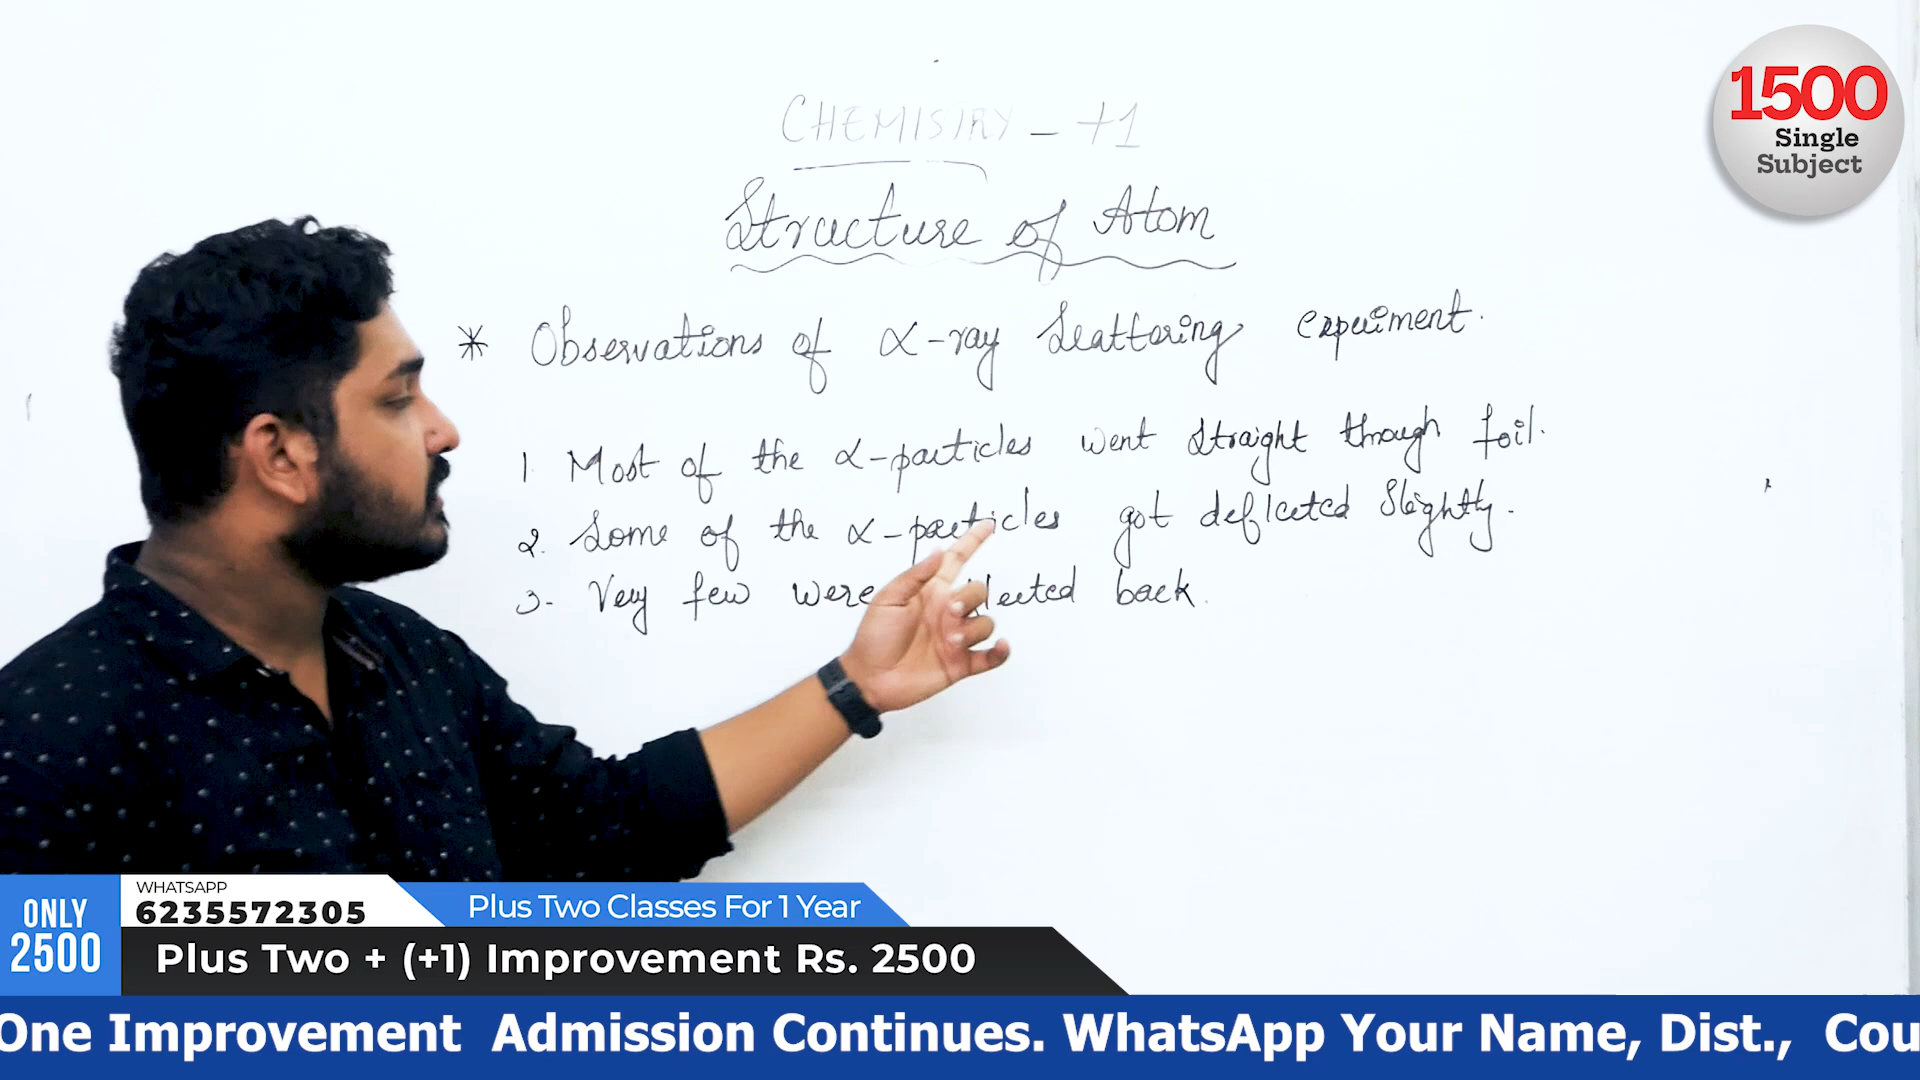 CHEMISTRY - +1
Structure of Atom
* Observations of α-ray Scattering experiment.
1. Most of the α-particles went straight through foil.
2. Some of the α-particles got deflected slightly.
3. Very few were back.
1500
Single
Subject
ONLY
2500
WHATSAPP
6235572305
Plus Two Classes For 1 Year
Plus Two + (+1) Improvement Rs. 2500
One Improvement Admission Continues. WhatsApp Your Name, Dist., Cou